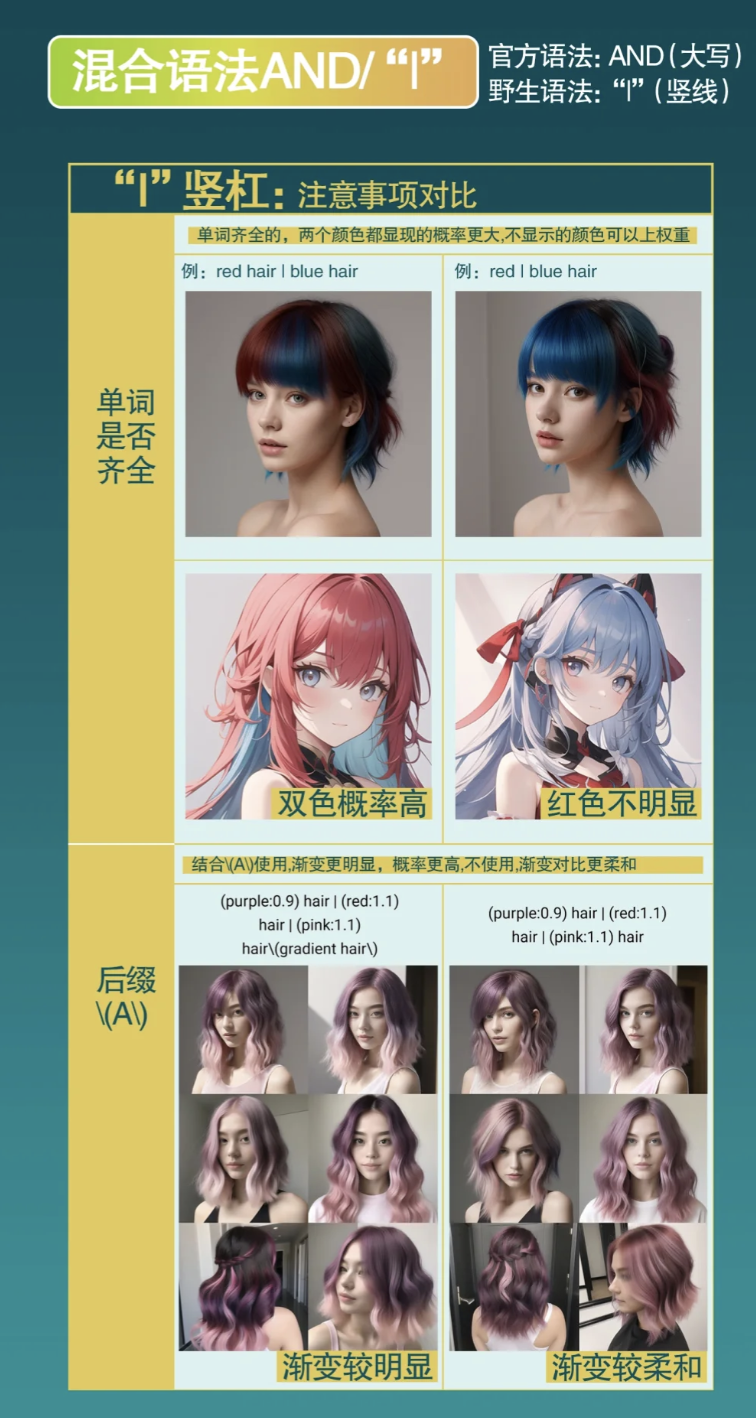 混合语法AND/“|”
官方语法: AND(大写)
野生语法: “|”(竖线)
“|”竖杠: 注意事项对比
单词齐全的，两个颜色都显现的概率更大,不显示的颜色可以上权重
例：red hair | blue hair
例：red | blue hair
单词
是否
齐全
双色概率高
红色不明显
结合\(A\)使用,渐变更明显，概率更高,不使用,渐变对比更柔和
(purple:0.9) hair | (red:1.1)
hair | (pink:1.1)
hair\(gradient hair\)
(purple:0.9) hair | (red:1.1)
hair | (pink:1.1) hair
后缀
\(A\)
渐变较明显
渐变较柔和